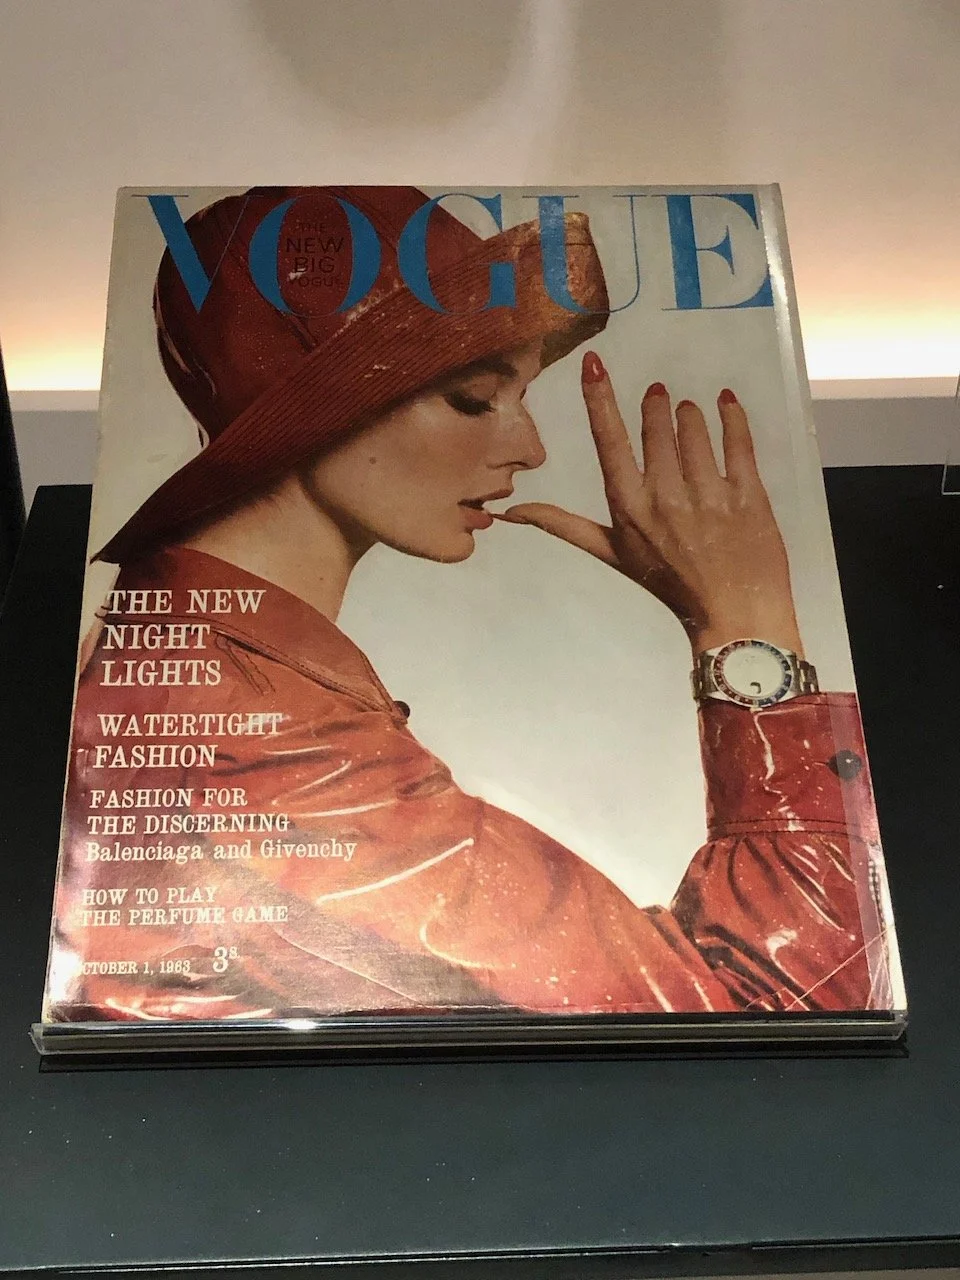 VOGUE
THE
NEW
BIG
VOGUE
THE NEW
NIGHT
LIGHTS
WATERTIGHT
FASHION
FASHION FOR
THE DISCERNING
Balenciaga and Givenchy
HOW TO PLAY
THE PERFUME GAME
OCTOBER 1, 1963 3s